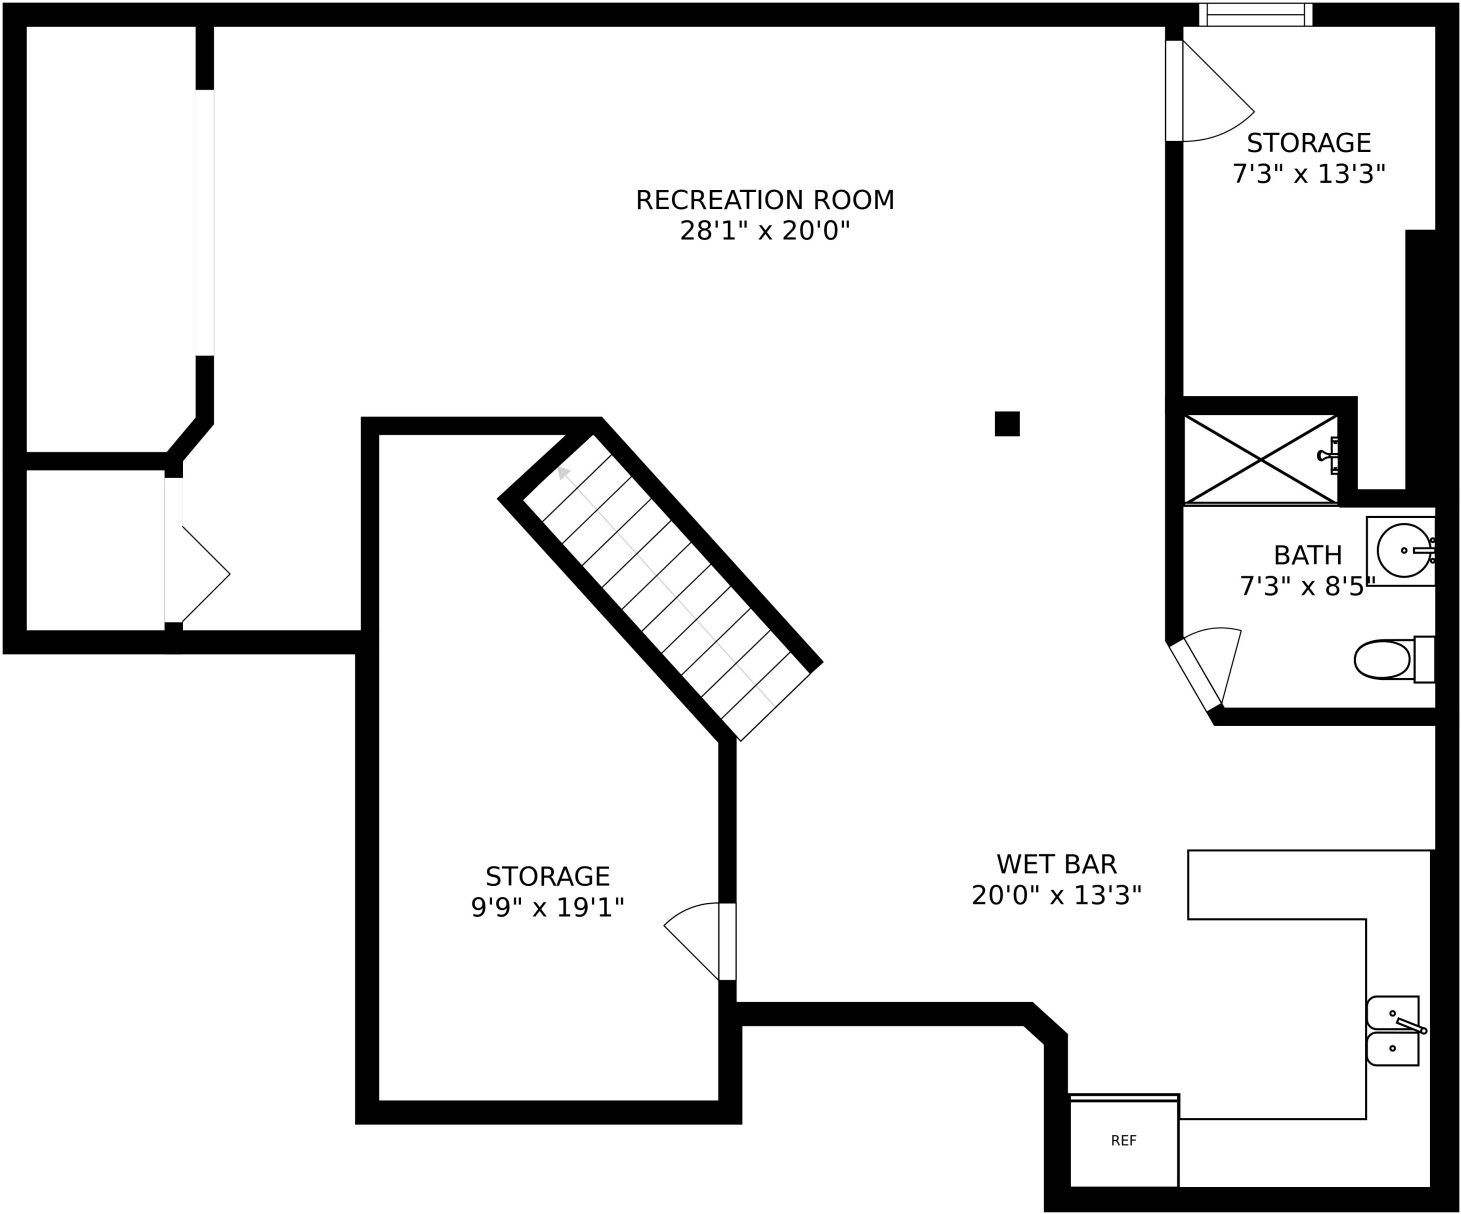 STORAGE
7'3" x 13'3"
RECREATION ROOM
28'1" x 20'0"
BATH
7'3" x 8'5"
WET BAR
20'0" x 13'3"
STORAGE
9'9" x 19'1"
REF